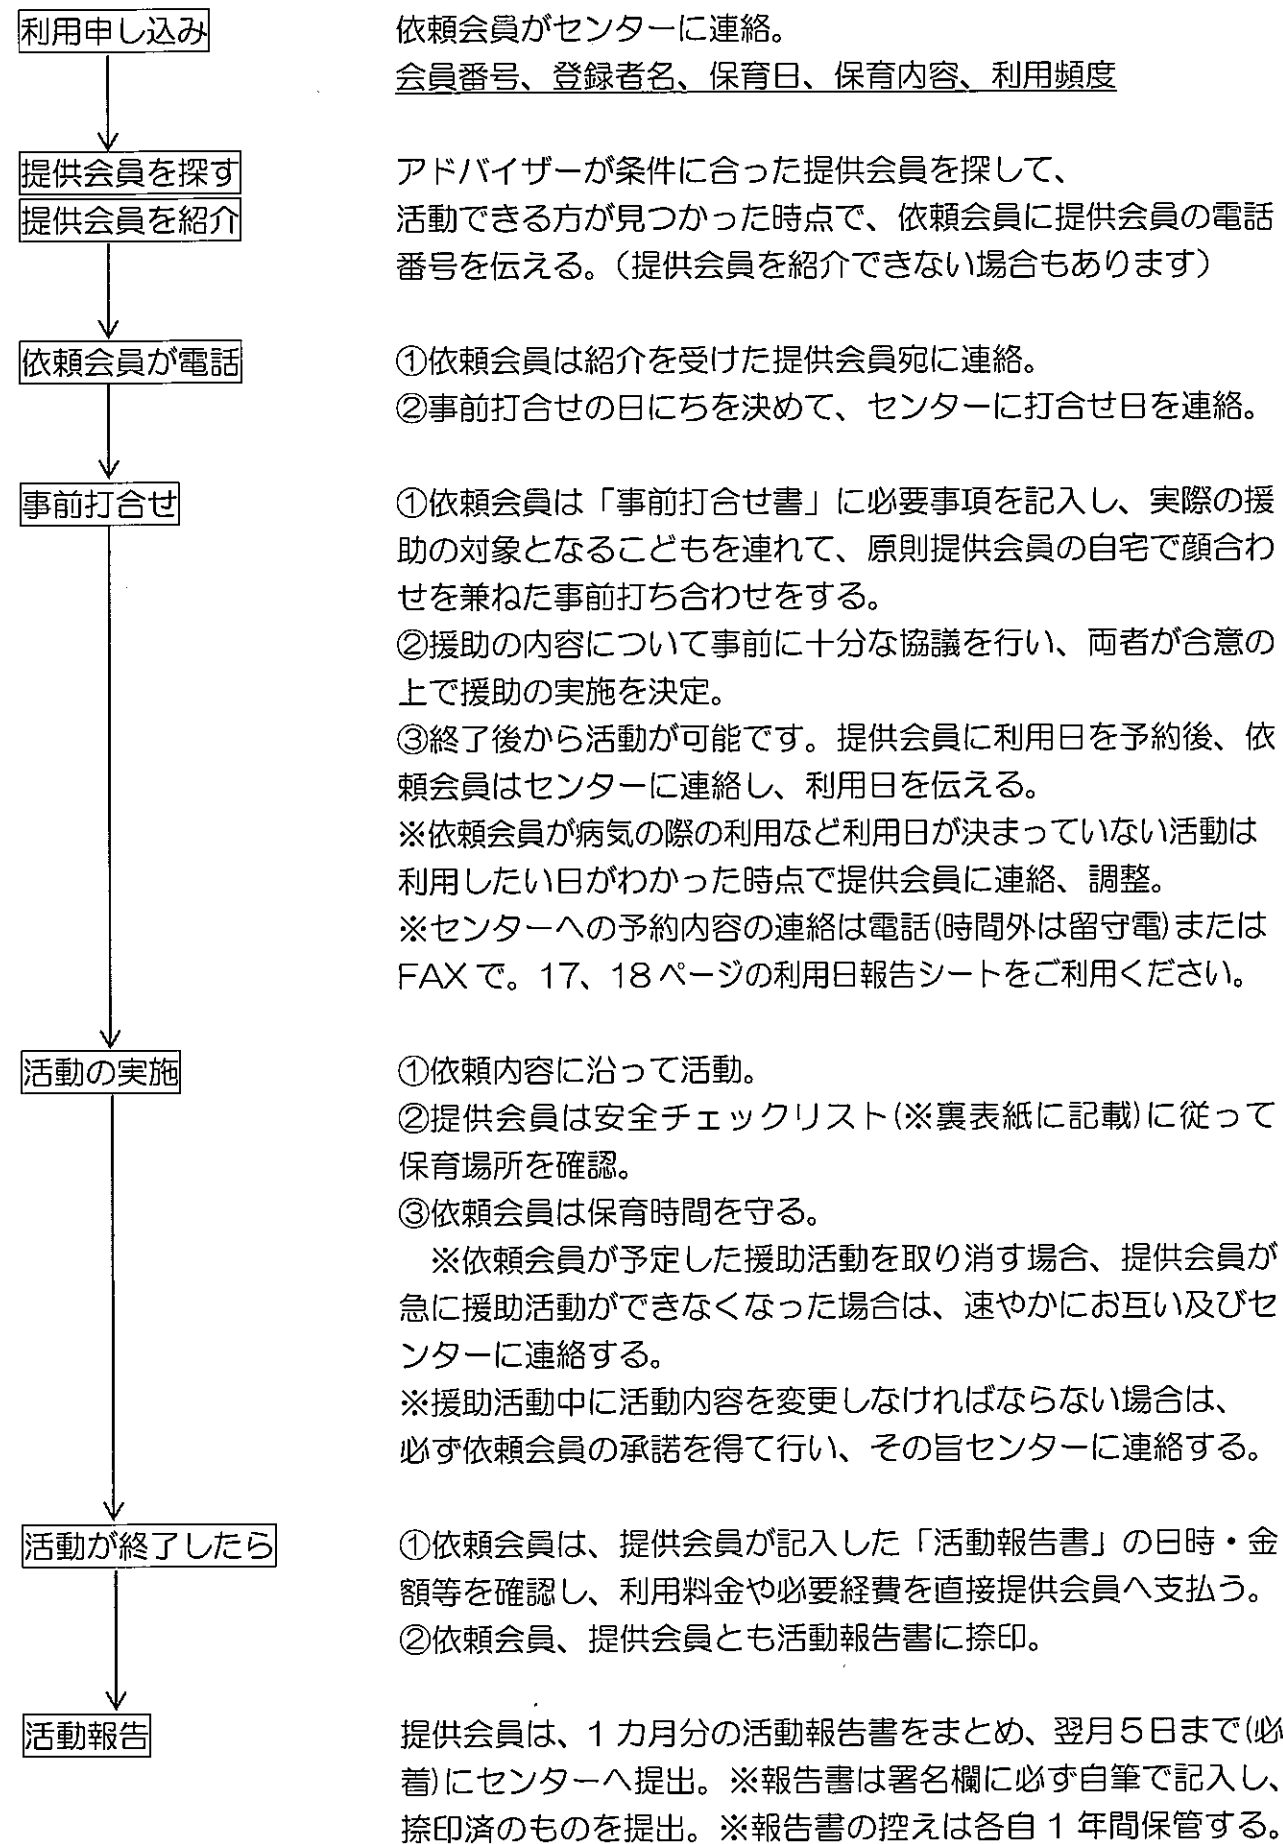 利用申し込み
依頼会員がセンターに連絡。
会員番号、登録者名、保育日、保育内容、利用頻度
提供会員を探す
提供会員を紹介
アドバイザーが条件に合った提供会員を探して、
活動できる方が見つかった時点で、依頼会員に提供会員の電話
番号を伝える。（提供会員を紹介できない場合もあります）
依頼会員が電話
①依頼会員は紹介を受けた提供会員宛に連絡。
②事前打合せの日にちを決めて、センターに打合せ日を連絡。
事前打合せ
①依頼会員は「事前打合せ書」に必要事項を記入し、実際の援
助の対象となるこどもを連れて、原則提供会員の自宅で顔合わ
せを兼ねた事前打ち合わせをする。
②援助の内容について事前に十分な協議を行い、両者が合意の
上で援助の実施を決定。
③終了後から活動が可能です。提供会員に利用日を予約後、依
頼会員はセンターに連絡し、利用日を伝える。
※依頼会員が病気の際の利用など利用日が決まっていない活動は
利用したい日がわかった時点で提供会員に連絡、調整。
※センターへの予約内容の連絡は電話(時間外は留守電)または
FAXで。17、18ページの利用日報告シートをご利用ください。
活動の実施
①依頼内容に沿って活動。
②提供会員は安全チェックリスト(※裏表紙に記載)に従って
保育場所を確認。
③依頼会員は保育時間を守る。
※依頼会員が予定した援助活動を取り消す場合、提供会員が
急に援助活動ができなくなった場合は、速やかにお互い及びセ
ンターに連絡する。
※援助活動中に活動内容を変更しなければならない場合は、
必ず依頼会員の承諾を得て行い、その旨センターに連絡する。
活動が終了したら
①依頼会員は、提供会員が記入した「活動報告書」の日時・金
額等を確認し、利用料金や必要経費を直接提供会員へ支払う。
②依頼会員、提供会員とも活動報告書に捺印。
活動報告
提供会員は、1カ月分の活動報告書をまとめ、翌月5日まで(必
着)にセンターへ提出。※報告書は署名欄に必ず自筆で記入し、
捺印済のものを提出。※報告書の控えは各自1年間保管する。